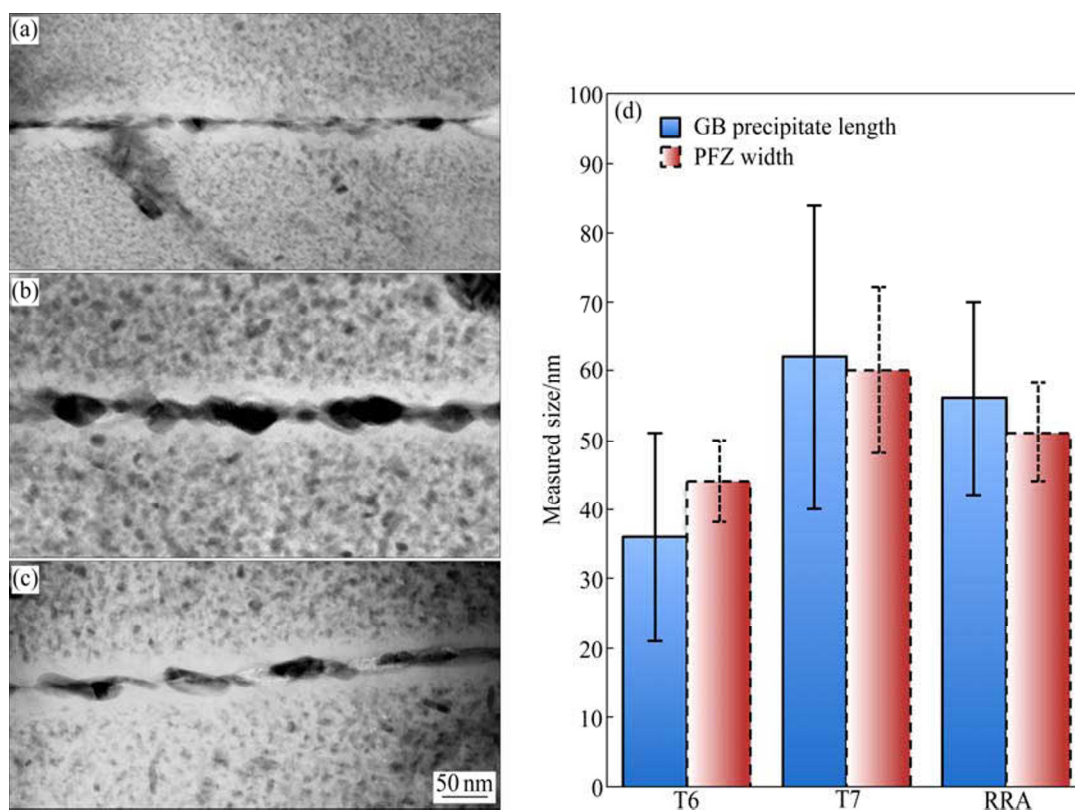 (a)
(b)
(c)
50 nm
(d)
GB precipitate length
PFZ width
Measured size/nm
100
90
80
70
60
50
40
30
20
10
0
T6
T7
RRA